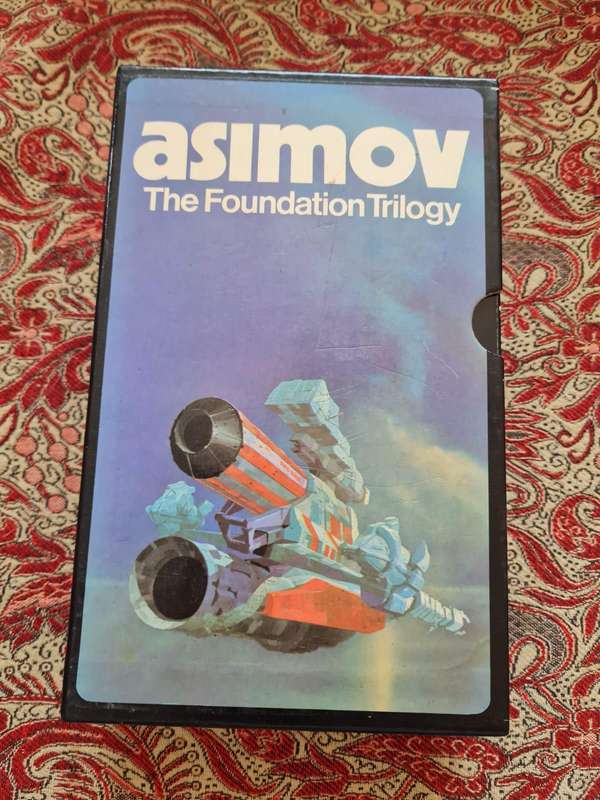 asimov
The Foundation Trilogy